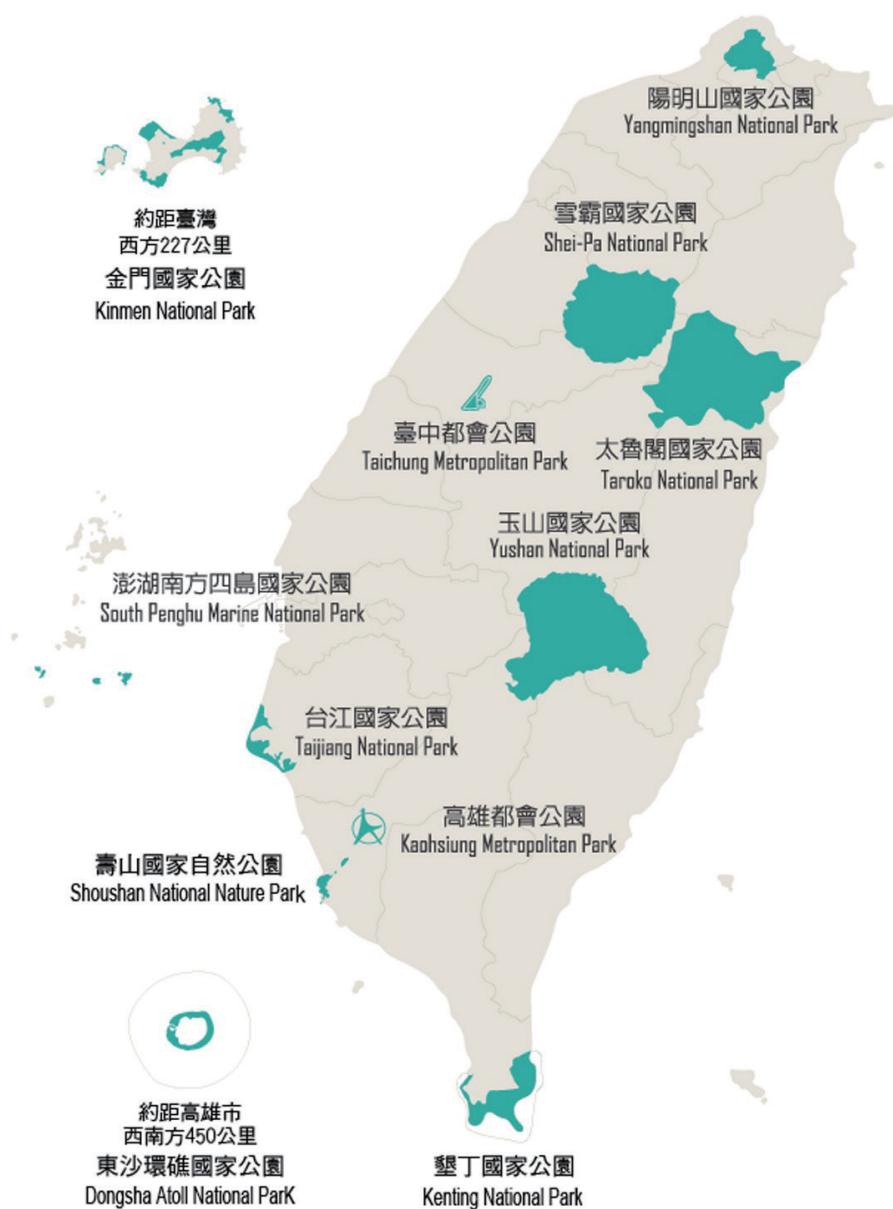 陽明山國家公園
Yangmingshan National Park
約距臺灣
西方227公里
金門國家公園
Kinmen National Park
雪霸國家公園
Shei-Pa National Park
臺中都會公園
Taichung Metropolitan Park
太魯閣國家公園
Taroko National Park
玉山國家公園
Yushan National Park
澎湖南方四島國家公園
South Penghu Marine National Park
台江國家公園
Taijiang National Park
高雄都會公園
Kaohsiung Metropolitan Park
壽山國家自然公園
Shoushan National Nature Park
約距高雄市
西南方450公里
東沙環礁國家公園
Dongsha Atoll National ParK
墾丁國家公園
Kenting National Park